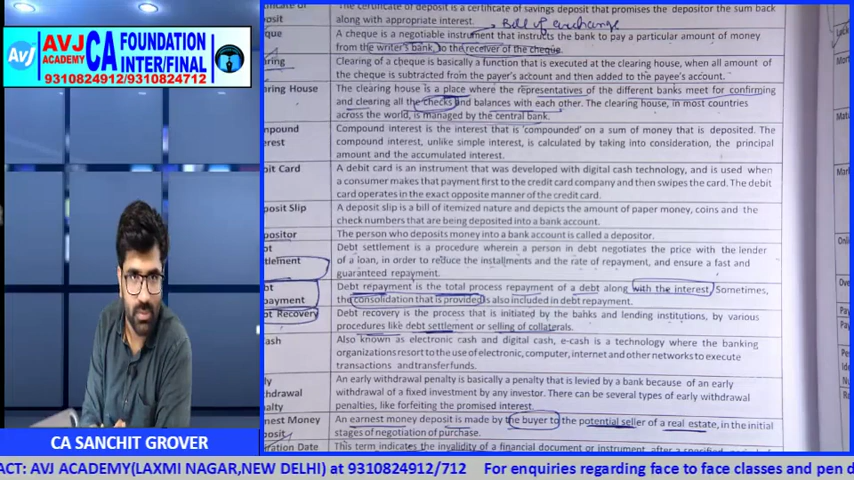 AVJ
ACADEMY
CA
FOUNDATION
INTER/FINAL
9310824912/9310824712
AVJ
CA SANCHIT GROVER
ACT: AVJ ACADEMY(LAXMI NAGAR,NEW DELHI) at 9310824912/712 For enquiries regarding face to face classes and pen d
The certificate of deposit is a certificate of savings deposit that promises the depositor the sum back
osit along with appropriate interest. Bill of exchange
que A cheque is a negotiable instrument that instructs the bank to pay a particular amount of money
from the writer's bank, to the receiver of the cheque.
ring Clearing of a cheque is basically a function that is executed at the clearing house, when all amount of
the cheque is subtracted from the payer's account and then added to the payee's account.
ring House The clearing house is a place where the representatives of the different banks meet for confirming
and clearing all the checks and balances with each other. The clearing house, in most countries
across the world, is managed by the central bank.
mpound Compound interest is the interest that is 'compounded' on a sum of money that is deposited. The
erest compound interest, unlike simple interest, is calculated by taking into consideration, the principal
amount and the accumulated interest.
bit Card A debit card is an instrument that was developed with digital cash technology, and is used when
a consumer makes that payment first to the credit card company and then swipes the card. The debit
card operates in the exact opposite manner of the credit card.
posit Slip A deposit slip is a bill of itemized nature and depicts the amount of paper money, coins and the
check numbers that are being deposited into a bank account.
positor The person who deposits money into a bank account is called a depositor.
bt Debt settlement is a procedure wherein a person in debt negotiates the price with the lender
tlement of a loan, in order to reduce the installments and the rate of repayment, and ensure a fast and
guaranteed repayment.
bt Debt repayment is the total process repayment of a debt along with the interest. Sometimes,
payment the consolidation that is provided is also included in debt repayment.
bt Recovery Debt recovery is the process that is initiated by the banks and lending institutions, by various
procedures like debt settlement or selling of collaterals.
ash Also known as electronic cash and digital cash, e-cash is a technology where the banking
organizations resort to the use of electronic, computer, internet and other networks to execute
transactions and transfer funds.
ly An early withdrawal penalty is basically a penalty that is levied by a bank because of an early
hdrawal withdrawal of a fixed investment by any investor. There can be several types of early withdrawal
alty penalties, like forfeiting the promised interest.
nest Money An earnest money deposit is made by the buyer to the potential seller of a real estate, in the initial
posit stages of negotiation of purchase.
iration Date This term indicates the invalidity of a financial document or instrument, after a specified period of
Mort
Mark
Onli
Ove
Pay
Pay
Pe
Ide